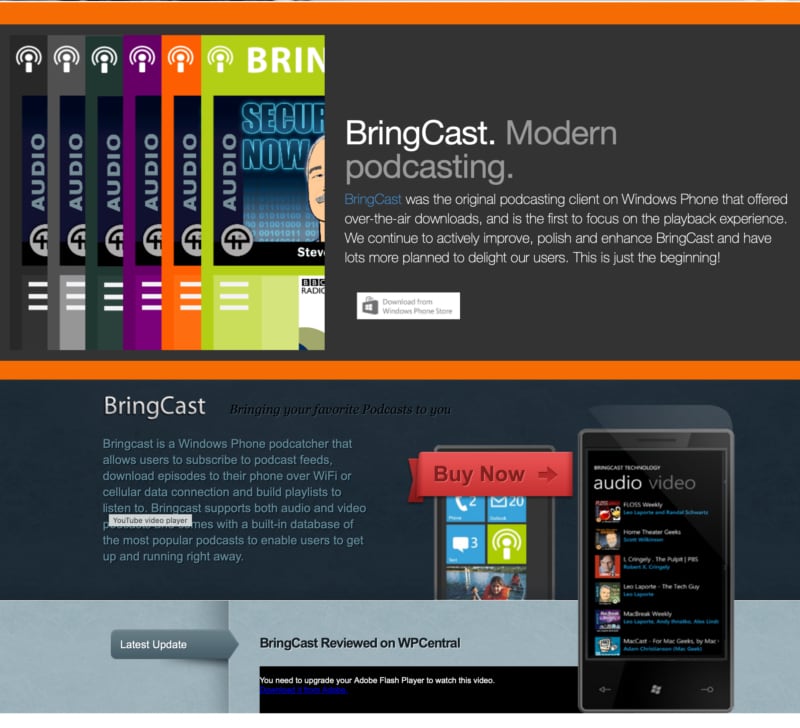 BRIN
AUDIO
AUDIO
AUDIO
AUDIO
AUDIO
AUDIO
SECUR
NOW
010101010
01001011 0
01010101
Stev
BBC
RADIO
BringCast. Modern
podcasting.
BringCast was the original podcasting client on Windows Phone that offered
over-the-air downloads, and is the first to focus on the playback experience.
We continue to actively improve, polish and enhance BringCast and have
lots more planned to delight our users. This is just the beginning!
Download from
Windows Phone Store
BringCast Bringing your favorite Podcasts to you
Bringcast is a Windows Phone podcatcher that
allows users to subscribe to podcast feeds,
download episodes to their phone over WiFi or
cellular data connection and build playlists to
listen to. Bringcast supports both audio and video
YouTube video player
mes with a built-in database of
the most popular podcasts to enable users to get
up and running right away.
Buy Now
2
20
Phone
Outlook
3
Text
BRINGCAST TECHNOLOGY
audio video
FLOSS Weekly
Leo Laporte and Randal Schwartz
Home Theater Geeks
Scott Wilkinson
I, Cringely . The Pulpit | PBS
Robert X. Cringely
Leo Laporte - The Tech Guy
Leo Laporte
MacBreak Weekly
Leo Laporte, Andy Ihnatko, Alex Linds
MacCast - For Mac Geeks, by Mac
Adam Christianson (Mac Geek)
Latest Update
BringCast Reviewed on WPCentral
You need to upgrade your Adobe Flash Player to watch this video.
Download it from Adobe.